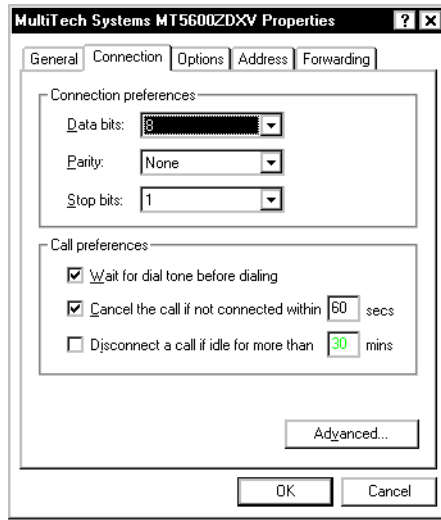 MultiTech Systems MT5600ZDXV Properties ? X
General Connection Options Address Forwarding
Connection preferences
Data bits: 8
Parity: None
Stop bits: 1
Call preferences
Wait for dial tone before dialing
Cancel the call if not connected within 60 secs
Disconnect a call if idle for more than 30 mins
Advanced...
OK Cancel